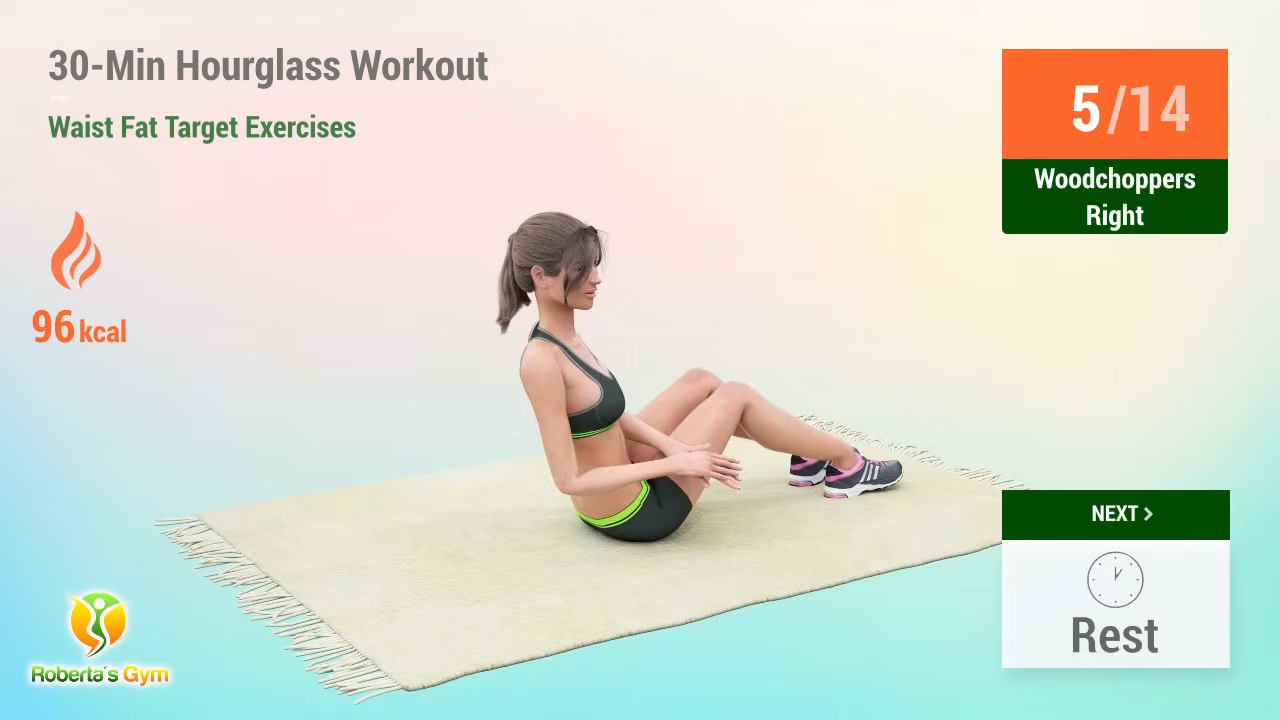 30-Min Hourglass Workout
Waist Fat Target Exercises
5/14
Woodchoppers
Right
96 kcal
NEXT >
Rest
Roberta's Gym